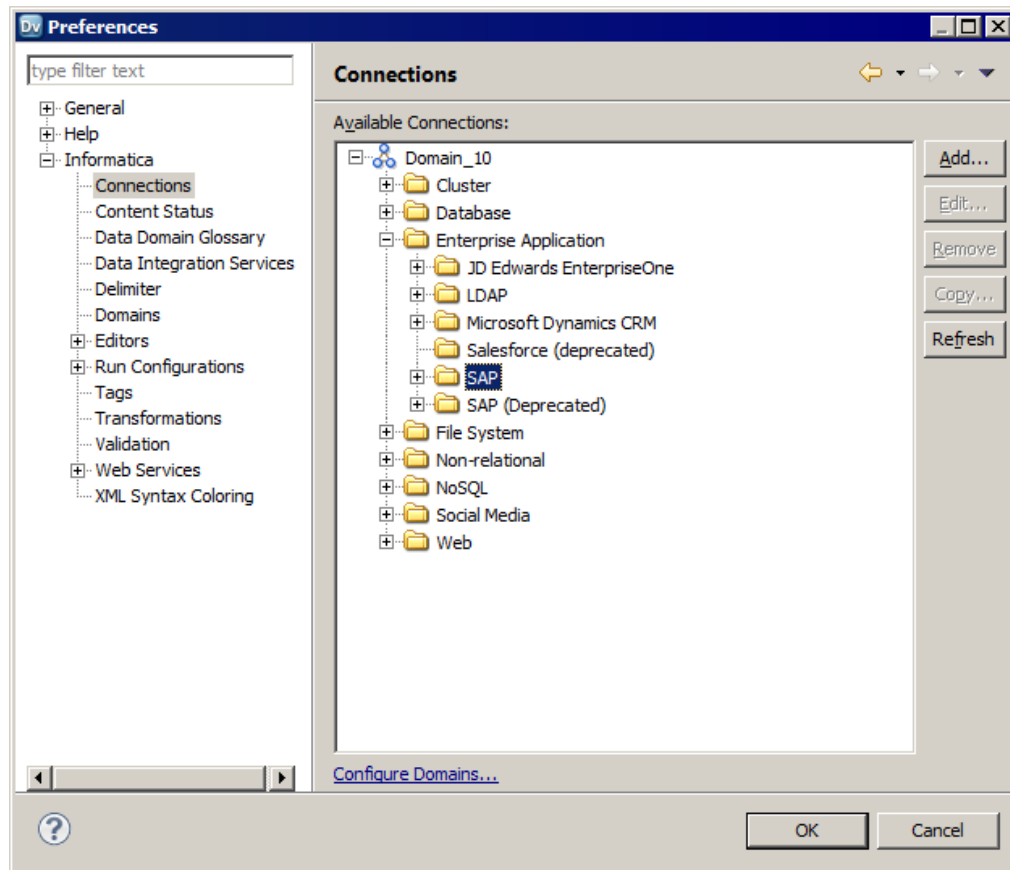 Dv Preferences
type filter text
General
Help
Informatica
Connections
Content Status
Data Domain Glossary
Data Integration Services
Delimiter
Domains
Editors
Run Configurations
Tags
Transformations
Validation
Web Services
XML Syntax Coloring
Connections
Available Connections:
Domain_10
Cluster
Database
Enterprise Application
JD Edwards EnterpriseOne
LDAP
Microsoft Dynamics CRM
Salesforce (deprecated)
SAP
SAP (Deprecated)
File System
Non-relational
NoSQL
Social Media
Web
Add...
Edit...
Remove
Copy...
Refresh
Configure Domains...
?
OK
Cancel